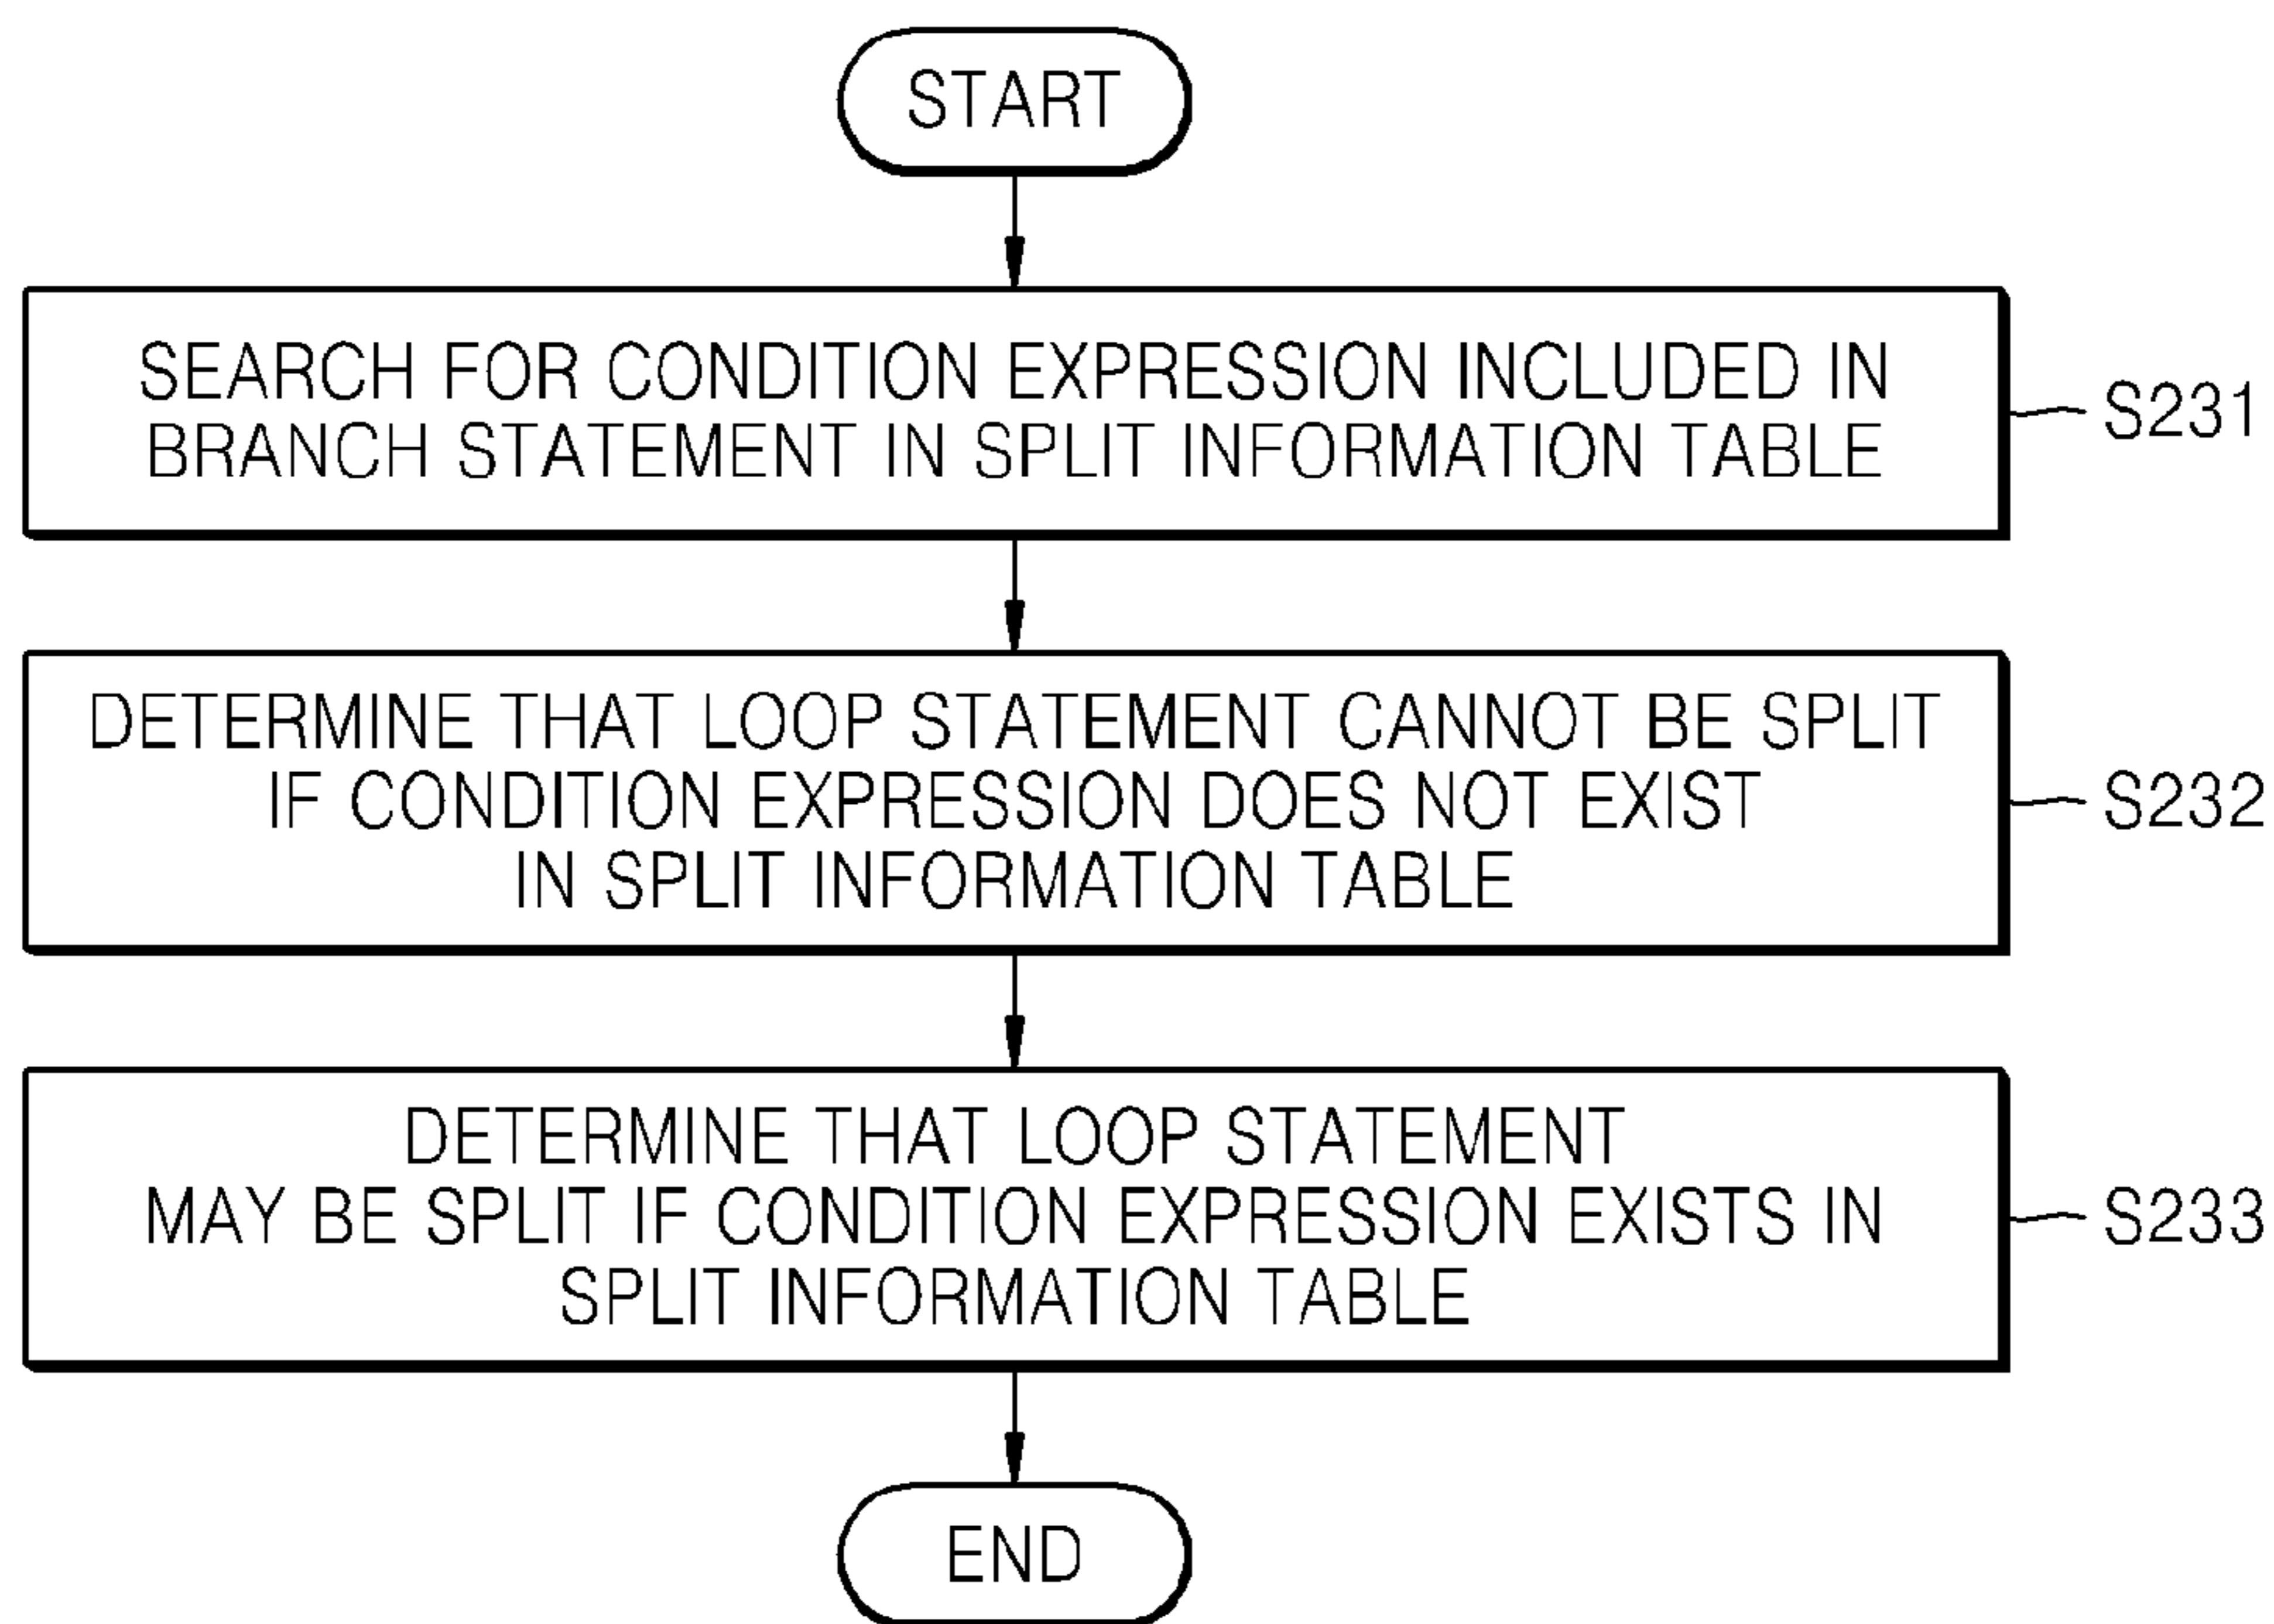 START
SEARCH FOR CONDITION EXPRESSION INCLUDED IN
BRANCH STATEMENT IN SPLIT INFORMATION TABLE
S231
DETERMINE THAT LOOP STATEMENT CANNOT BE SPLIT
IF CONDITION EXPRESSION DOES NOT EXIST
IN SPLIT INFORMATION TABLE
S232
DETERMINE THAT LOOP STATEMENT
MAY BE SPLIT IF CONDITION EXPRESSION EXISTS IN
SPLIT INFORMATION TABLE
S233
END